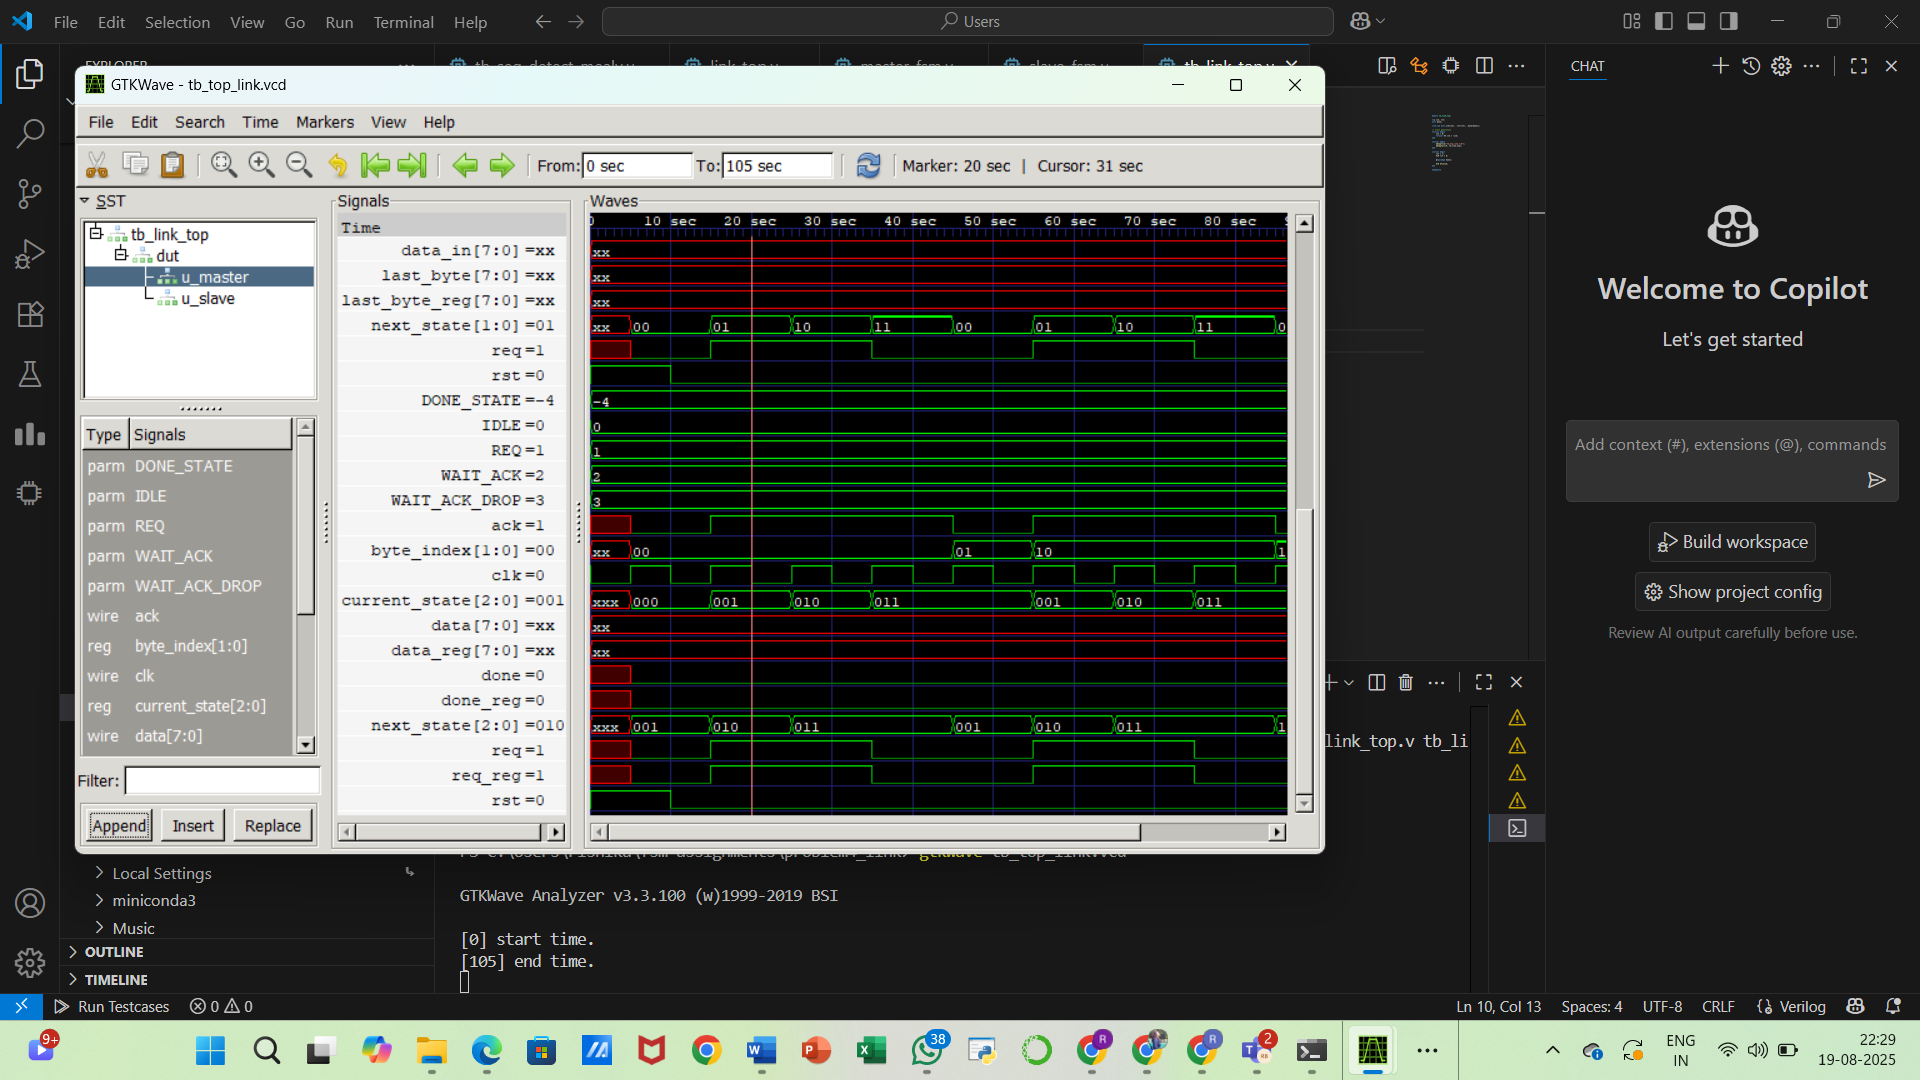 File Edit Selection View Go Run Terminal Help
Users
EXPLORER
CHAT
GTKWave - tb_top_link.vcd
File Edit Search Time Markers View Help
From: 0 sec To: 105 sec Marker: 20 sec | Cursor: 31 sec
SST
tb_link_top
dut
u_master
u_slave
Type Signals
parm DONE_STATE
parm IDLE
parm REQ
parm WAIT_ACK
parm WAIT_ACK_DROP
wire ack
reg byte_index[1:0]
wire clk
reg current_state[2:0]
wire data[7:0]
Filter:
Append Insert Replace
Signals
Time
data_in[7:0] =xx
last_byte[7:0] =xx
last_byte_reg[7:0] =xx
next_state[1:0] =01
req =1
rst =0
DONE_STATE =-4
IDLE =0
REQ =1
WAIT_ACK =2
WAIT_ACK_DROP =3
ack =1
byte_index[1:0] =00
clk =0
current_state[2:0] =001
data[7:0] =xx
data_reg[7:0] =xx
done =0
done_reg =0
next_state[2:0] =010
req =1
req_reg =1
rst =0
Waves
0 10 sec 20 sec 30 sec 40 sec 50 sec 60 sec 70 sec 80 sec
xx
xx
xx
xx 00 01 10 11 00 01 10 11 0
-4
0
1
2
3
xx 00 01 10 1
xxx 000 001 010 011 001 010 011
xx
xx
xxx 001 010 011 001 010 011 1
Welcome to Copilot
Let's get started
Add context (#), extensions (@), commands
Build workspace
Show project config
Review AI output carefully before use.
link_top.v tb_li
GTKWave Analyzer v3.3.100 (w)1999-2019 BSI
[0] start time.
[105] end time.
Local Settings
miniconda3
Music
OUTLINE
TIMELINE
Run Testcases 0 0
Ln 10, Col 13 Spaces: 4 UTF-8 CRLF Verilog
9+
38
2
ENG
IN
22:29
19-08-2025